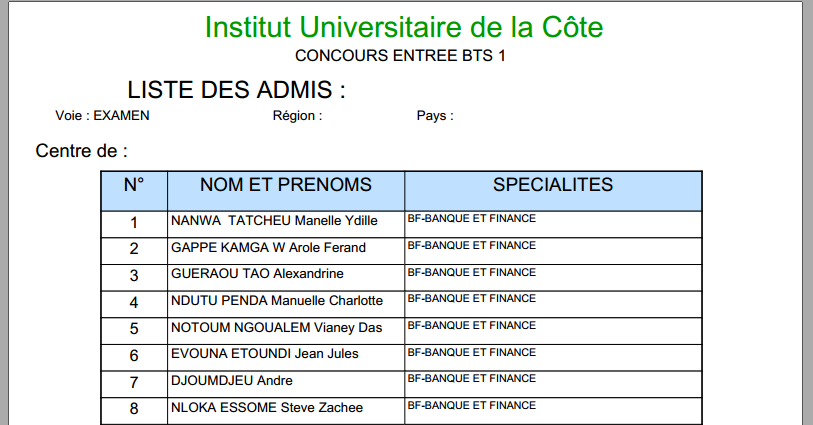 Institut Universitaire de la Côte
CONCOURS ENTREE BTS 1
LISTE DES ADMIS :
Voie : EXAMEN Région : Pays :
Centre de :
N° NOM ET PRENOMS SPECIALITES
1 NANWA TATCHEU Manelle Ydille BF-BANQUE ET FINANCE
2 GAPPE KAMGA W Arole Ferand BF-BANQUE ET FINANCE
3 GUERAOU TAO Alexandrine BF-BANQUE ET FINANCE
4 NDUTU PENDA Manuelle Charlotte BF-BANQUE ET FINANCE
5 NOTOUM NGOUALEM Vianey Das BF-BANQUE ET FINANCE
6 EVOUNA ETOUNDI Jean Jules BF-BANQUE ET FINANCE
7 DJOUMDJEU Andre BF-BANQUE ET FINANCE
8 NLOKA ESSOME Steve Zachee BF-BANQUE ET FINANCE